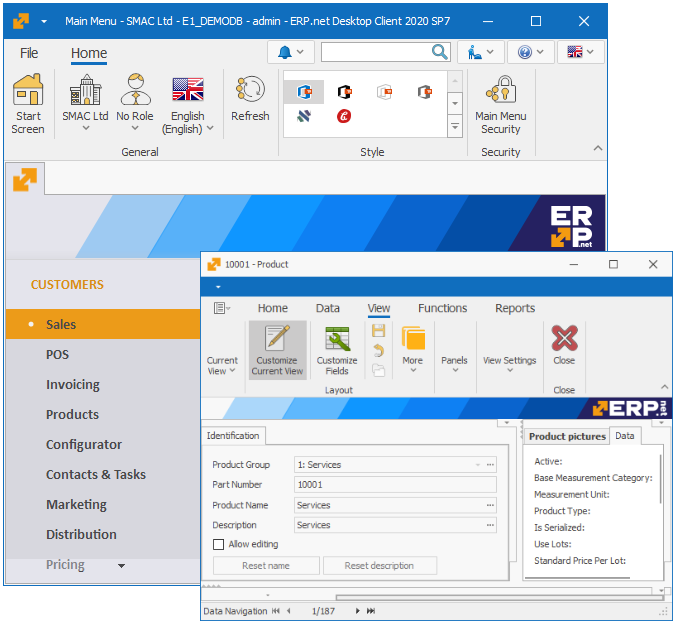 Main Menu - SMAC Ltd - E1_DEMODB - admin - ERP.net Desktop Client 2020 SP7
File Home
Start Screen
SMAC Ltd
No Role
English (English)
Refresh
Main Menu Security
General Style Security
ERP.net
CUSTOMERS
Sales
POS
Invoicing
Products
Configurator
Contacts & Tasks
Marketing
Distribution
Pricing
10001 - Product
Home Data View Functions Reports
Current View
Customize Current View
Customize Fields
More
Panels
View Settings
Close
Layout Close
ERP.net
Identification
Product Group 1: Services
Part Number 10001
Product Name Services
Description Services
Allow editing
Reset name Reset description
Product pictures Data
Active:
Base Measurement Category:
Measurement Unit:
Product Type:
Is Serialized:
Use Lots:
Standard Price Per Lot:
Data Navigation 1/187